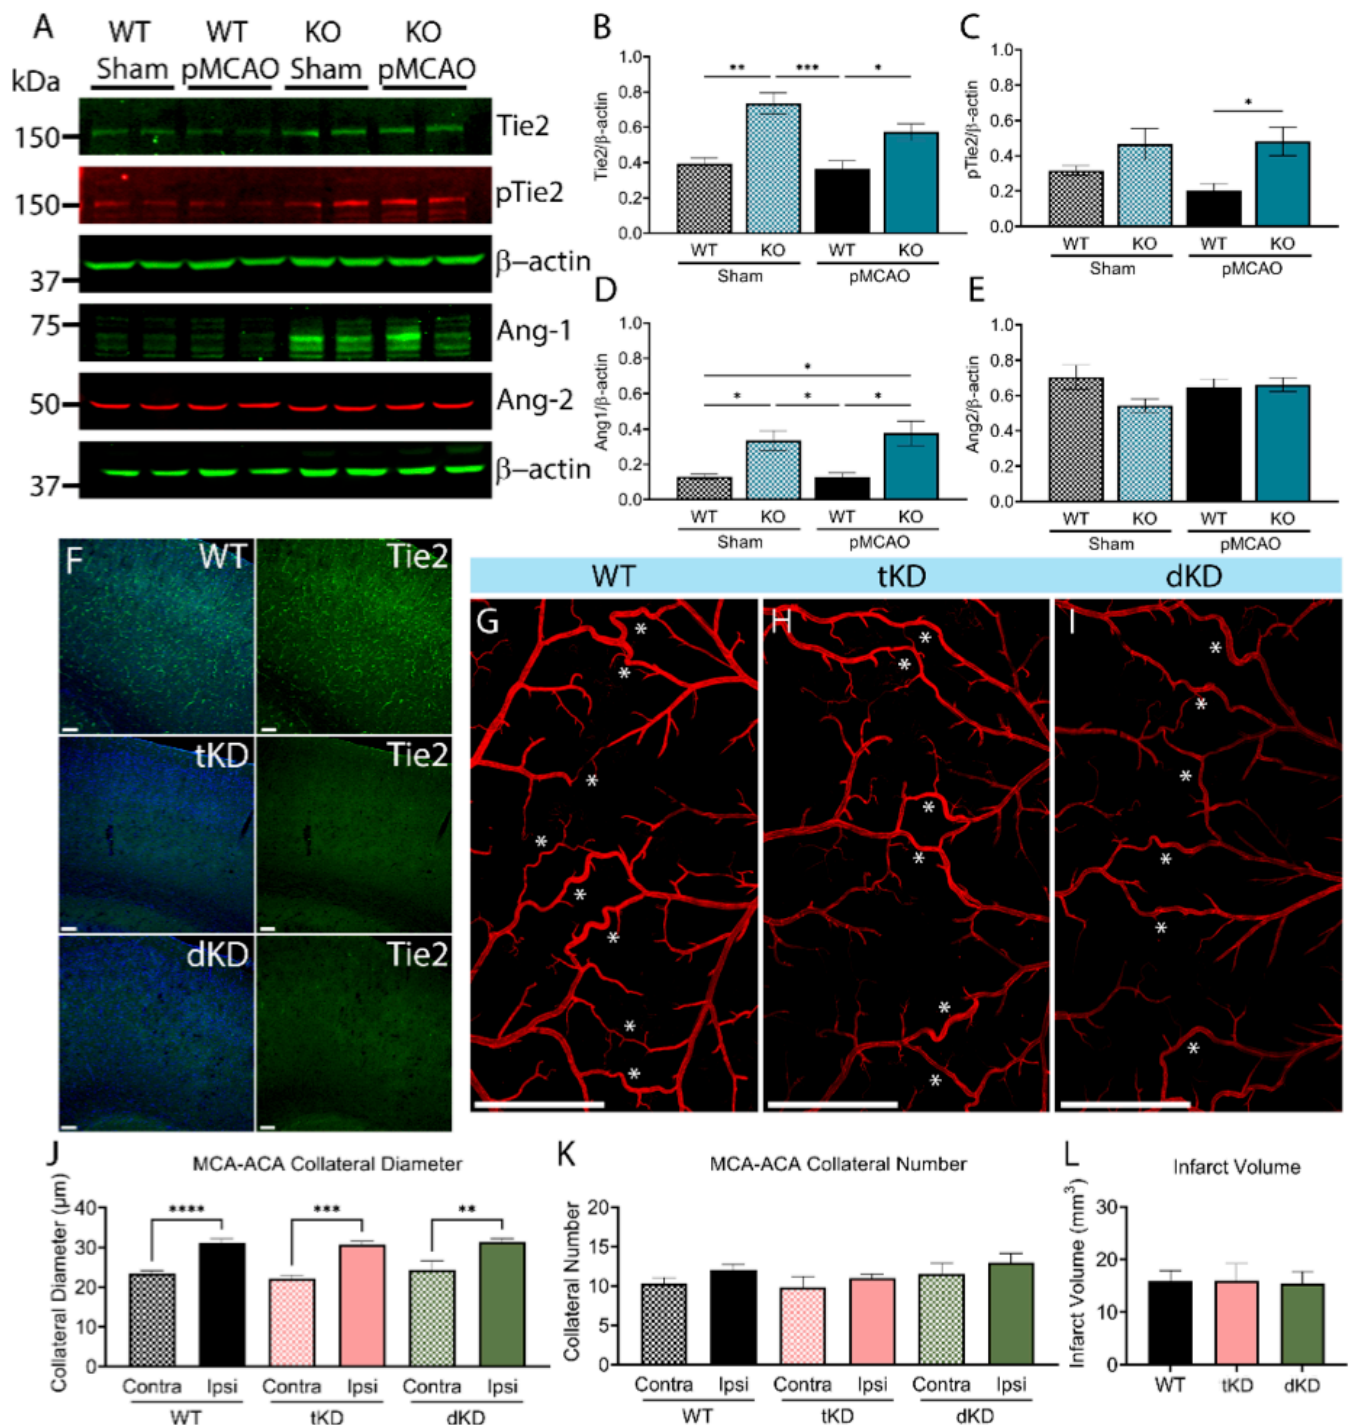 A
WT WT KO KO
Sham pMCAO Sham pMCAO
kDa
150 Tie2
150 pTie2
37 β-actin
75 Ang-1
50 Ang-2
37 β-actin
B
Tie2/β-actin
1.0
0.8
0.6
0.4
0.2
0.0
** *** *
WT KO WT KO
Sham pMCAO
C
pTie2/β-actin
1.0
0.8
0.6
0.4
0.2
0.0
*
WT KO WT KO
Sham pMCAO
D
Ang1/β-actin
1.0
0.8
0.6
0.4
0.2
0.0
*
* * *
WT KO WT KO
Sham pMCAO
E
Ang2/β-actin
1.0
0.8
0.6
0.4
0.2
0.0
WT KO WT KO
Sham pMCAO
F WT Tie2
tKD Tie2
dKD Tie2
WT tKD dKD
G H I
* * * * * * * *
* * * * * *
* * * * * *
J
MCA-ACA Collateral Diameter
Collateral Diameter (μm)
40
30
20
10
0
**** *** **
Contra Ipsi Contra Ipsi Contra Ipsi
WT tKD dKD
K
MCA-ACA Collateral Number
Collateral Number
20
15
10
5
0
Contra Ipsi Contra Ipsi Contra Ipsi
WT tKD dKD
L
Infarct Volume
Infarct Volume (mm³)
30
20
10
0
WT tKD dKD